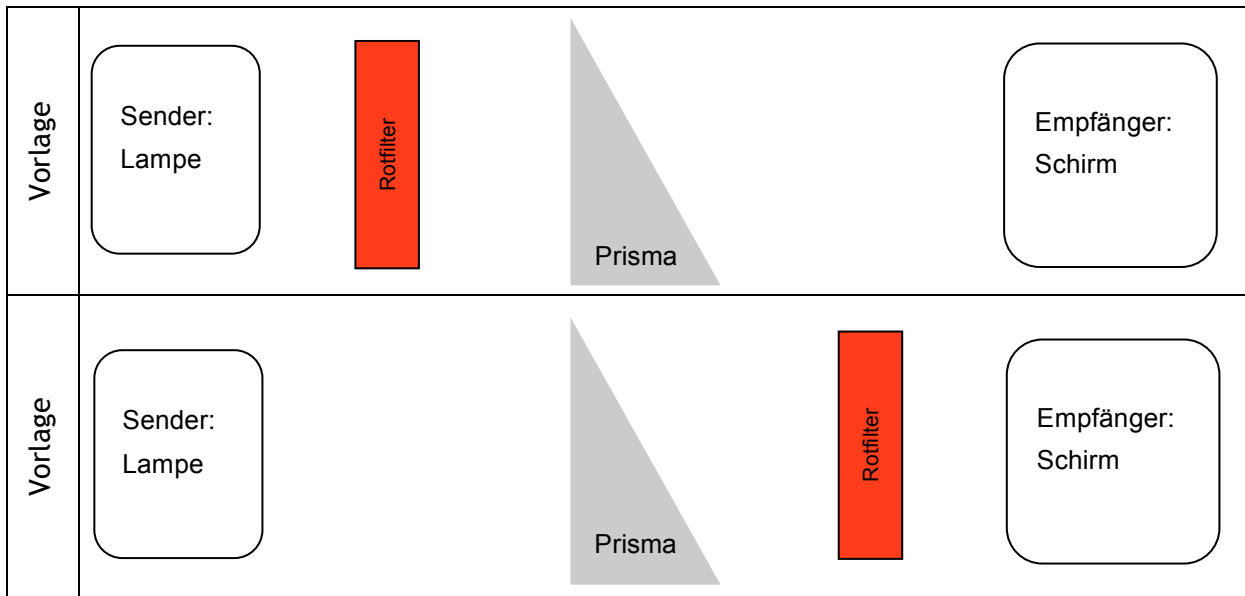 Vorlage
Sender:
Lampe
Rotfilter
Prisma
Empfänger:
Schirm
Vorlage
Sender:
Lampe
Prisma
Rotfilter
Empfänger:
Schirm